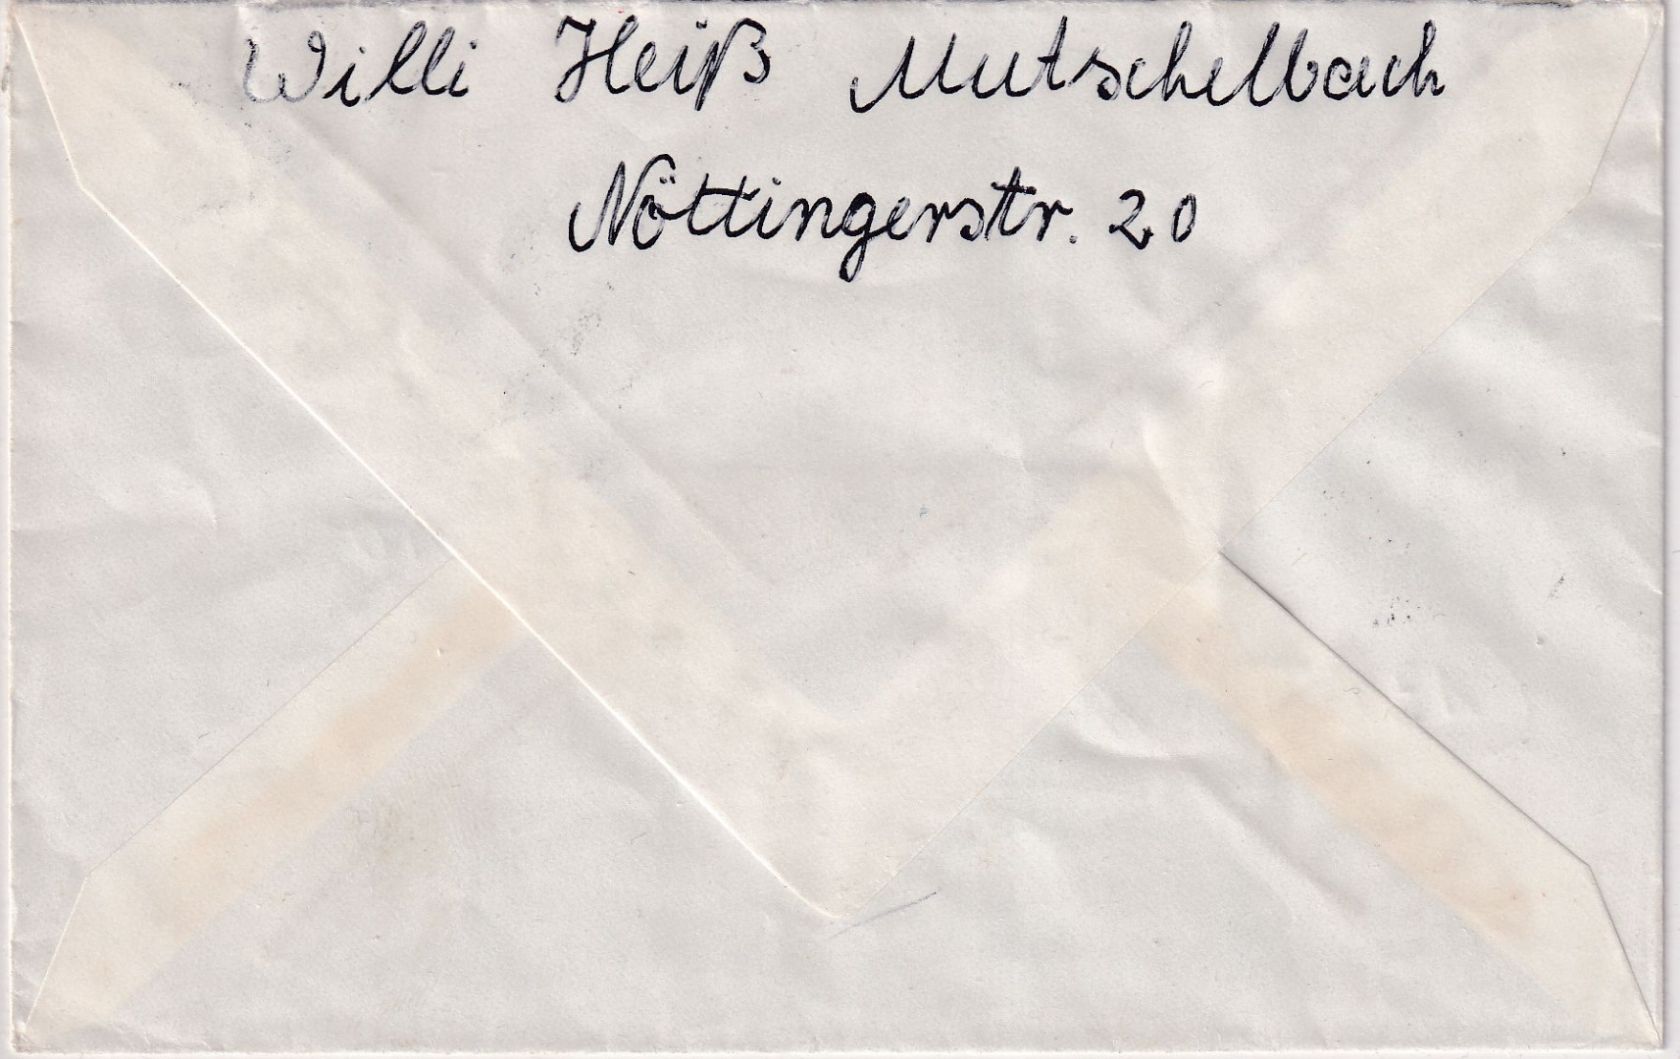 Willi Heiß Mutschelbach
Nöttingerstr. 20